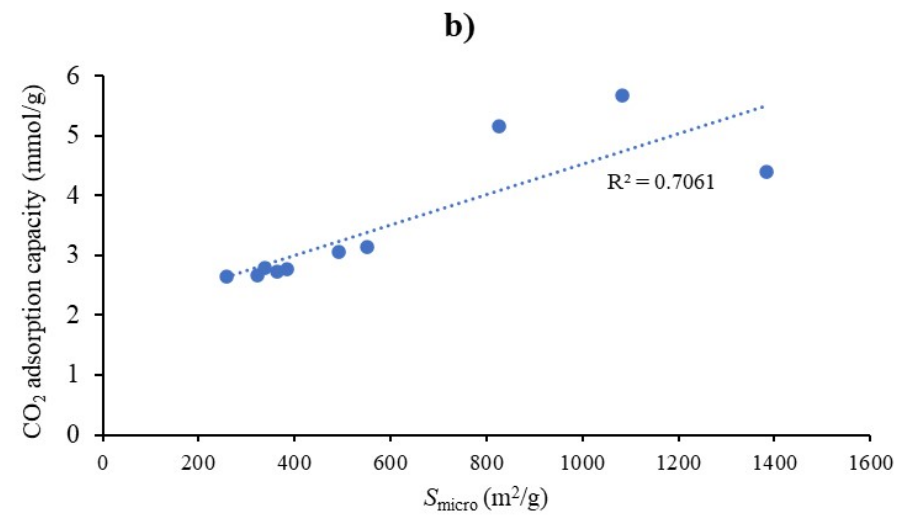 b)
CO₂ adsorption capacity (mmol/g)
6
5
4
3
2
1
0
R² = 0.7061
0 200 400 600 800 1000 1200 1400 1600
Smicro (m²/g)